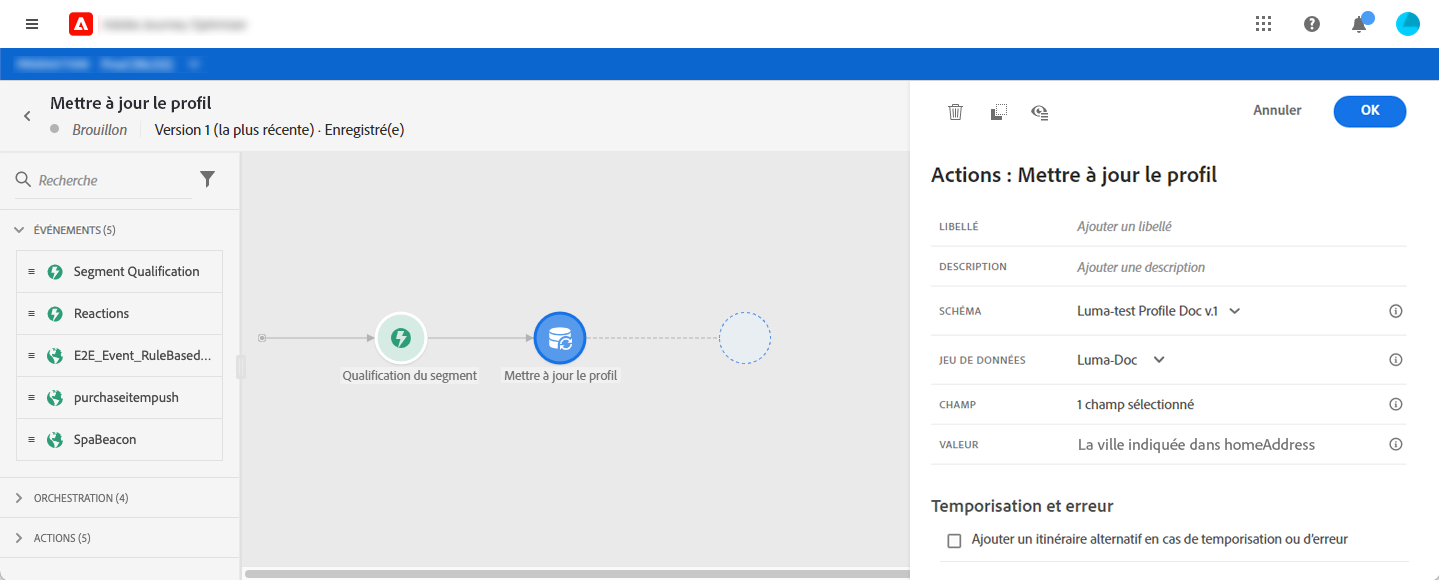 Mettre à jour le profil
Brouillon
Version 1 (la plus récente) · Enregistré(e)
Recherche
ÉVÉNEMENTS (5)
Segment Qualification
Reactions
E2E_Event_RuleBased...
purchaseitempush
SpaBeacon
ORCHESTRATION (4)
ACTIONS (5)
Qualification du segment
Mettre à jour le profil
Annuler
OK
Actions : Mettre à jour le profil
LIBELLÉ
Ajouter un libellé
DESCRIPTION
Ajouter une description
SCHÉMA
Luma-test Profile Doc v.1
JEU DE DONNÉES
Luma-Doc
CHAMP
1 champ sélectionné
VALEUR
La ville indiquée dans homeAddress
Temporisation et erreur
Ajouter un itinéraire alternatif en cas de temporisation ou d'erreur